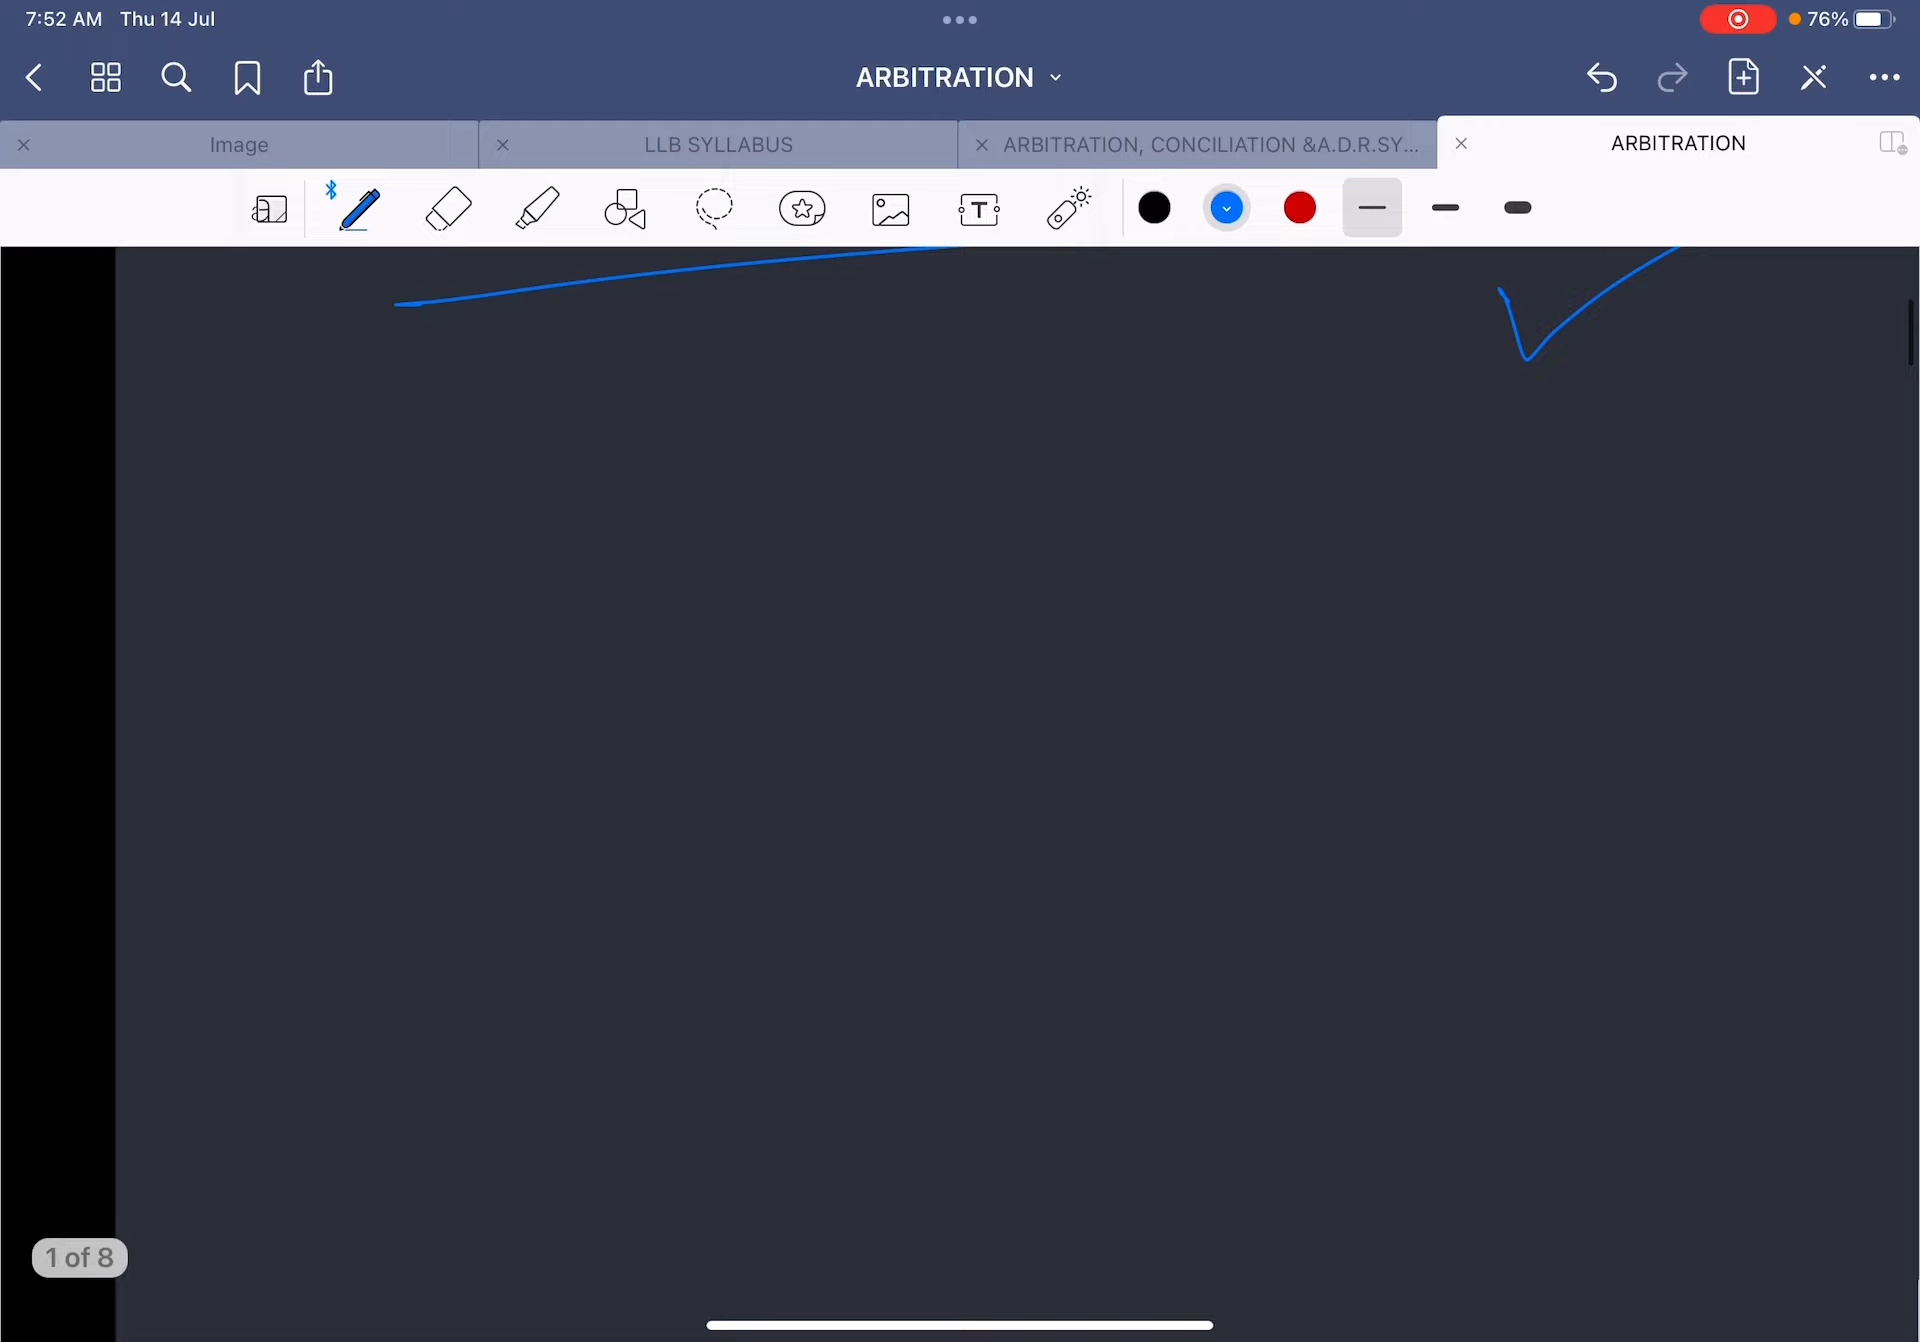 7:52 AM Thu 14 Jul
76%
ARBITRATION
Image
LLB SYLLABUS
ARBITRATION, CONCILIATION &A.D.R.SY...
ARBITRATION
1 of 8